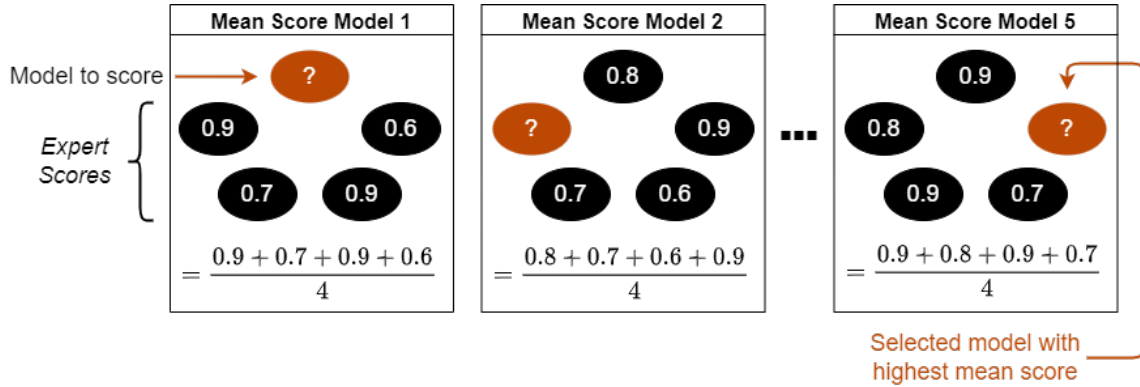 Mean Score Model 1
Mean Score Model 2
Mean Score Model 5
Model to score
?
0.8
0.9
0.9
0.6
?
0.9
...
0.8
?
Expert
Scores
0.7
0.9
0.7
0.6
0.9
0.7
= (0.9 + 0.7 + 0.9 + 0.6) / 4
= (0.8 + 0.7 + 0.6 + 0.9) / 4
= (0.9 + 0.8 + 0.9 + 0.7) / 4
Selected model with
highest mean score